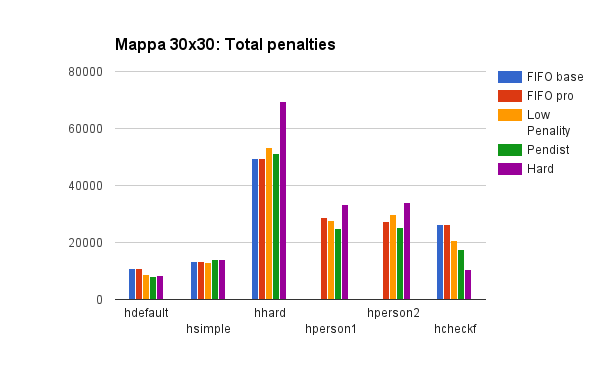 Mappa 30x30: Total penalties
80000
60000
40000
20000
0
hdefault
hsimple
hhard
hperson1
hperson2
hcheckf
FIFO base
FIFO pro
Low
Penality
Pendist
Hard